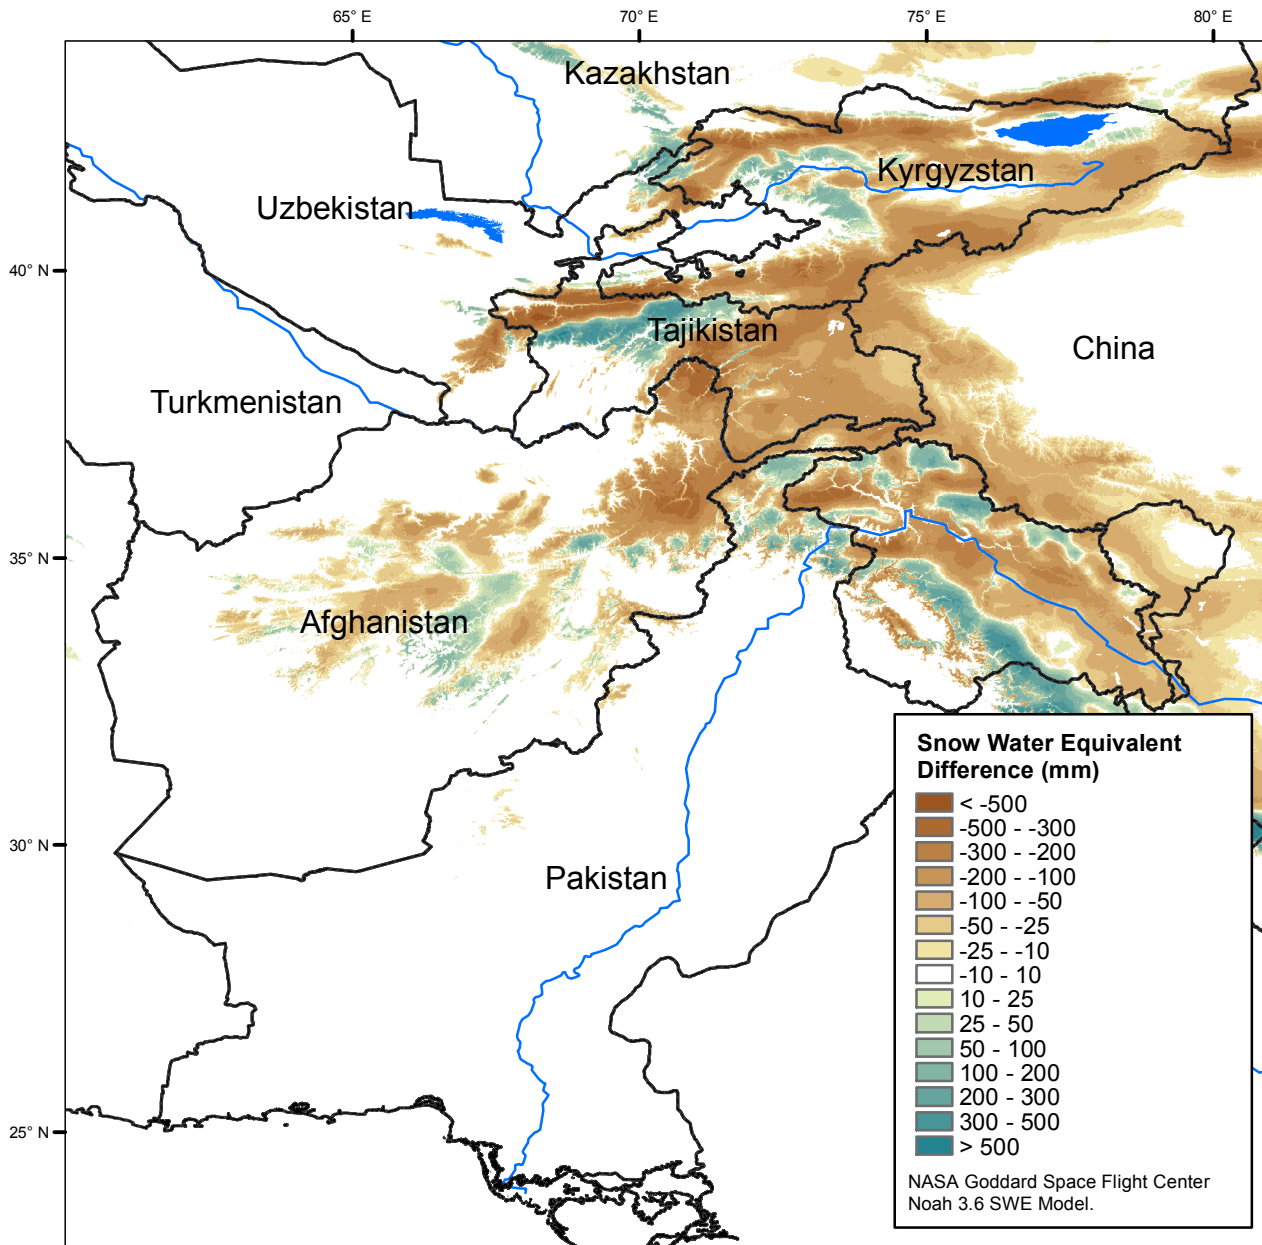 65° E
70° E
75° E
80° E
Kazakhstan
Kyrgyzstan
Uzbekistan
40° N
Tajikistan
China
Turkmenistan
35° N
Afghanistan
30° N
Pakistan
25° N
Snow Water Equivalent
Difference (mm)
< -500
-500 - -300
-300 - -200
-200 - -100
-100 - -50
-50 - -25
-25 - -10
-10 - 10
10 - 25
25 - 50
50 - 100
100 - 200
200 - 300
300 - 500
> 500
NASA Goddard Space Flight Center
Noah 3.6 SWE Model.